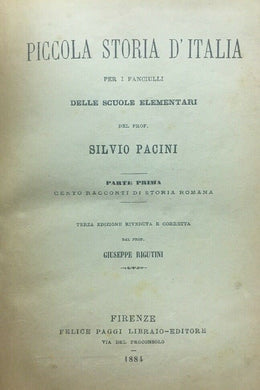 PICCOLA STORIA D'ITALIA
PER I FANCIULLI
DELLE SCUOLE ELEMENTARI
DEL PROF.
SILVIO PACINI
PARTE PRIMA
CENTO RACCONTI DI STORIA ROMANA
TERZA EDIZIONE RIVEDUTA E CORRETTA
DAL PROF.
GIUSEPPE RIGUTINI
FIRENZE
FELICE PAGGI LIBRAIO-EDITORE
VIA DEL PROCONSOLO
1884